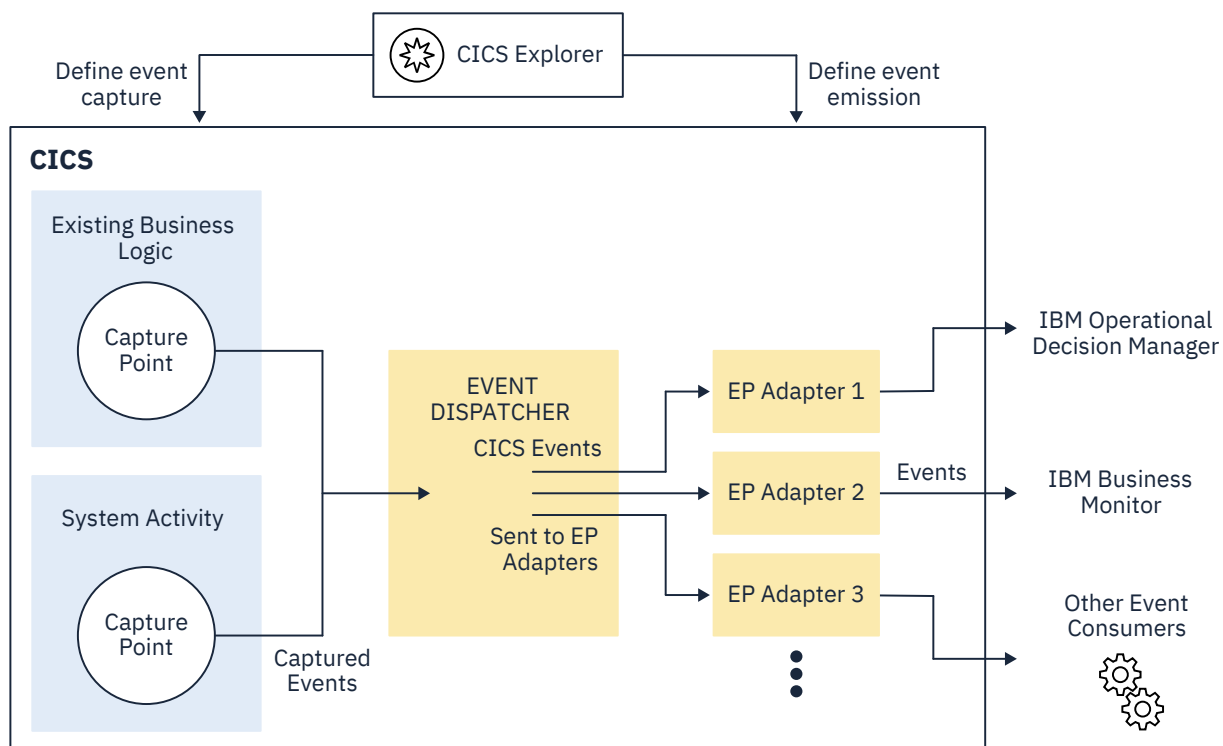 CICS Explorer
Define event
capture
Define event
emission
CICS
Existing Business
Logic
Capture
Point
System Activity
Capture
Point
Captured
Events
EVENT
DISPATCHER
CICS Events
Sent to EP
Adapters
EP Adapter 1
EP Adapter 2
EP Adapter 3
Events
IBM Operational
Decision Manager
IBM Business
Monitor
Other Event
Consumers